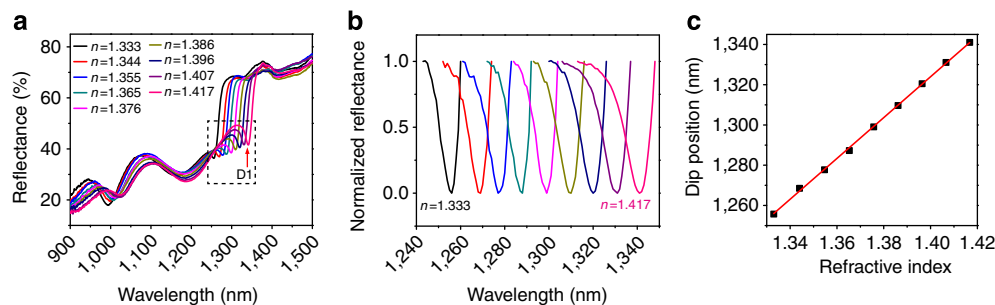 a
Reflectance (%)
80
60
40
20
n=1.333
n=1.344
n=1.355
n=1.365
n=1.376
n=1.386
n=1.396
n=1.407
n=1.417
D1
900
1,000
1,100
1,200
1,300
1,400
1,500
Wavelength (nm)
b
Normalized reflectance
1.0
0.5
0.0
n=1.333
n=1.417
1,240
1,260
1,280
1,300
1,320
1,340
Wavelength (nm)
c
Dip position (nm)
1,340
1,320
1,300
1,280
1,260
1.34
1.36
1.38
1.40
1.42
Refractive index